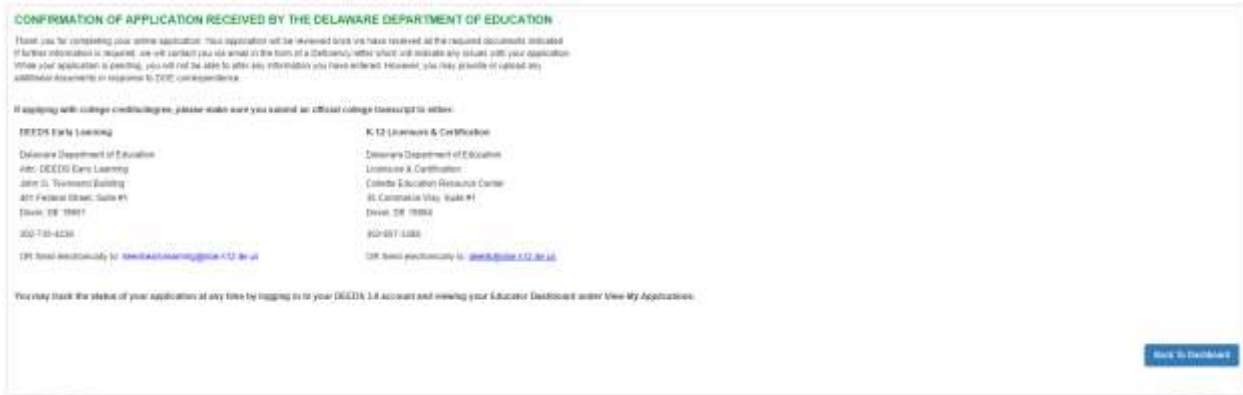 CONFIRMATION OF APPLICATION RECEIVED BY THE DELAWARE DEPARTMENT OF EDUCATION
Thank you for completing your online application. Your application will be reviewed once we have received all the required documents indicated.
If further information is required, we will contact you via email in the form of a Deficiency letter which will indicate any issues with your application.
While your application is pending, you will not be able to alter any information you have entered. However, you may provide or upload any
additional documents in response to DOE correspondence.
If applying with college credits/degree, please make sure you submit an official college transcript to either:
DEEDS Early Learning
Delaware Department of Education
Attn: DEEDS Early Learning
John G. Townsend Building
401 Federal Street, Suite #1
Dover, DE 19901
OR Send electronically to:
K-12 Licensure & Certification
Delaware Department of Education
Licensure & Certification
Collette Education Resource Center
35 Commerce Way, Suite #1
Dover, DE 19904
OR Send electronically to: deeds@doe.k12.de.us
You may track the status of your application at any time by logging in to your DEEDS 3.0 account and viewing your Educator Dashboard under View My Applications.
Back To Dashboard